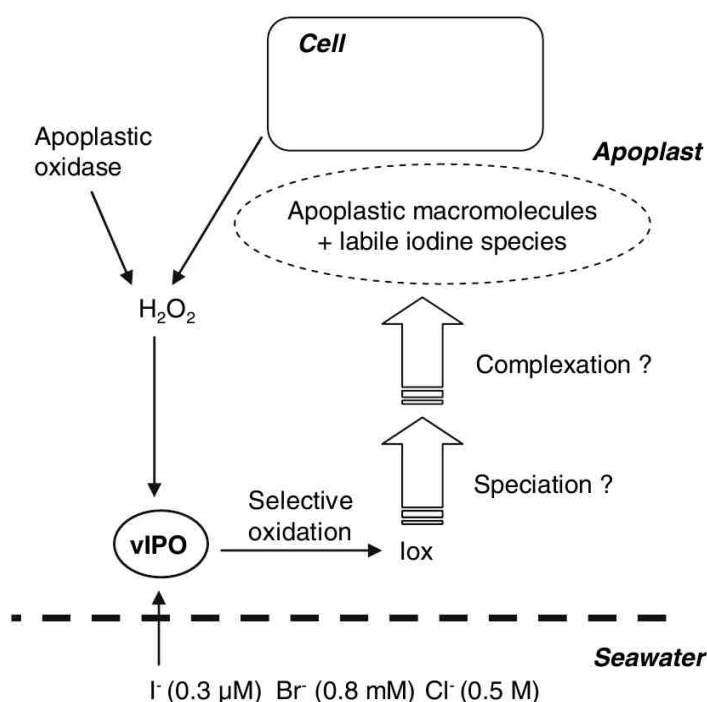 Cell
Apoplastic
oxidase
Apoplast
Apoplastic macromolecules
+ labile iodine species
H₂O₂
Complexation ?
Speciation ?
Selective
oxidation
vIPO
Iox
Seawater
I⁻ (0.3 µM) Br⁻ (0.8 mM) Cl⁻ (0.5 M)